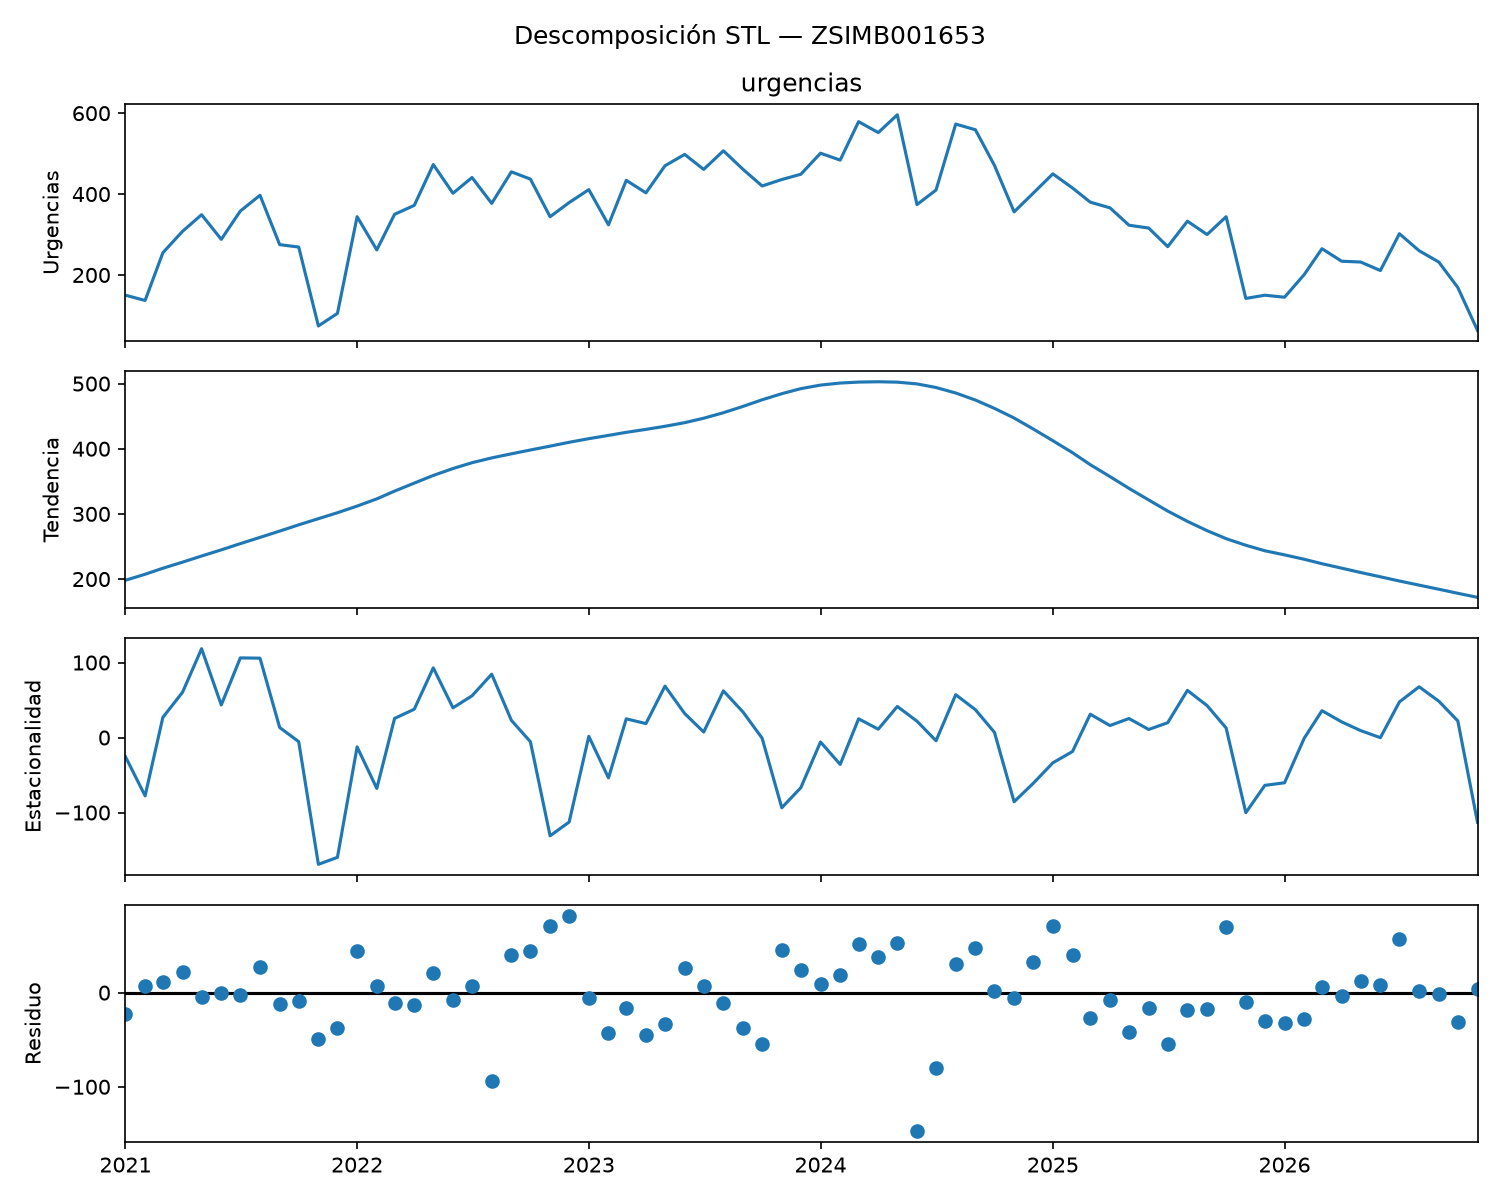 Descomposición STL — ZSIMB001653
urgencias
600
400
200
Urgencias
500
400
300
200
Tendencia
100
0
−100
Estacionalidad
0
−100
Residuo
2021 2022 2023 2024 2025 2026